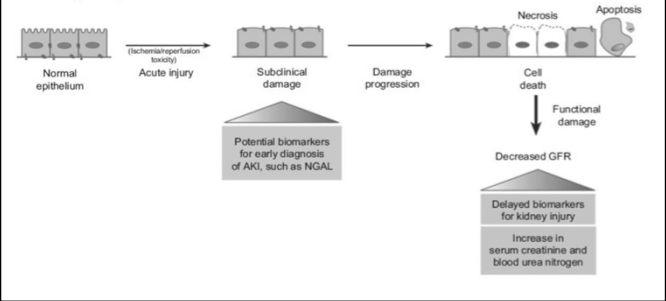 Normal
epithelium
(Ischemia/reperfusion
toxicity)
Acute injury
Subclinical
damage
Damage
progression
Necrosis
Apoptosis
Cell
death
Functional
damage
Potential biomarkers
for early diagnosis
of AKI, such as NGAL
Decreased GFR
Delayed biomarkers
for kidney injury
Increase in
serum creatinine and
blood urea nitrogen